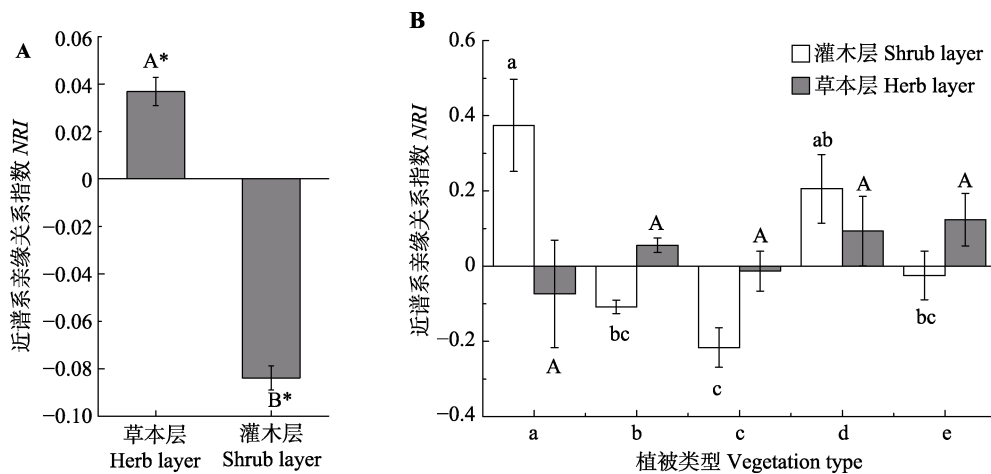 A
近谱系亲缘关系指数 NRI
0.06
0.04
0.02
0
−0.02
−0.04
−0.06
−0.08
−0.10
A*
B*
草本层
Herb layer
灌木层
Shrub layer
B
近谱系亲缘关系指数 NRI
0.6
0.4
0.2
0
−0.2
−0.4
灌木层 Shrub layer
草本层 Herb layer
a
A
bc
A
c
A
ab
A
bc
A
a
b
c
d
e
植被类型 Vegetation type